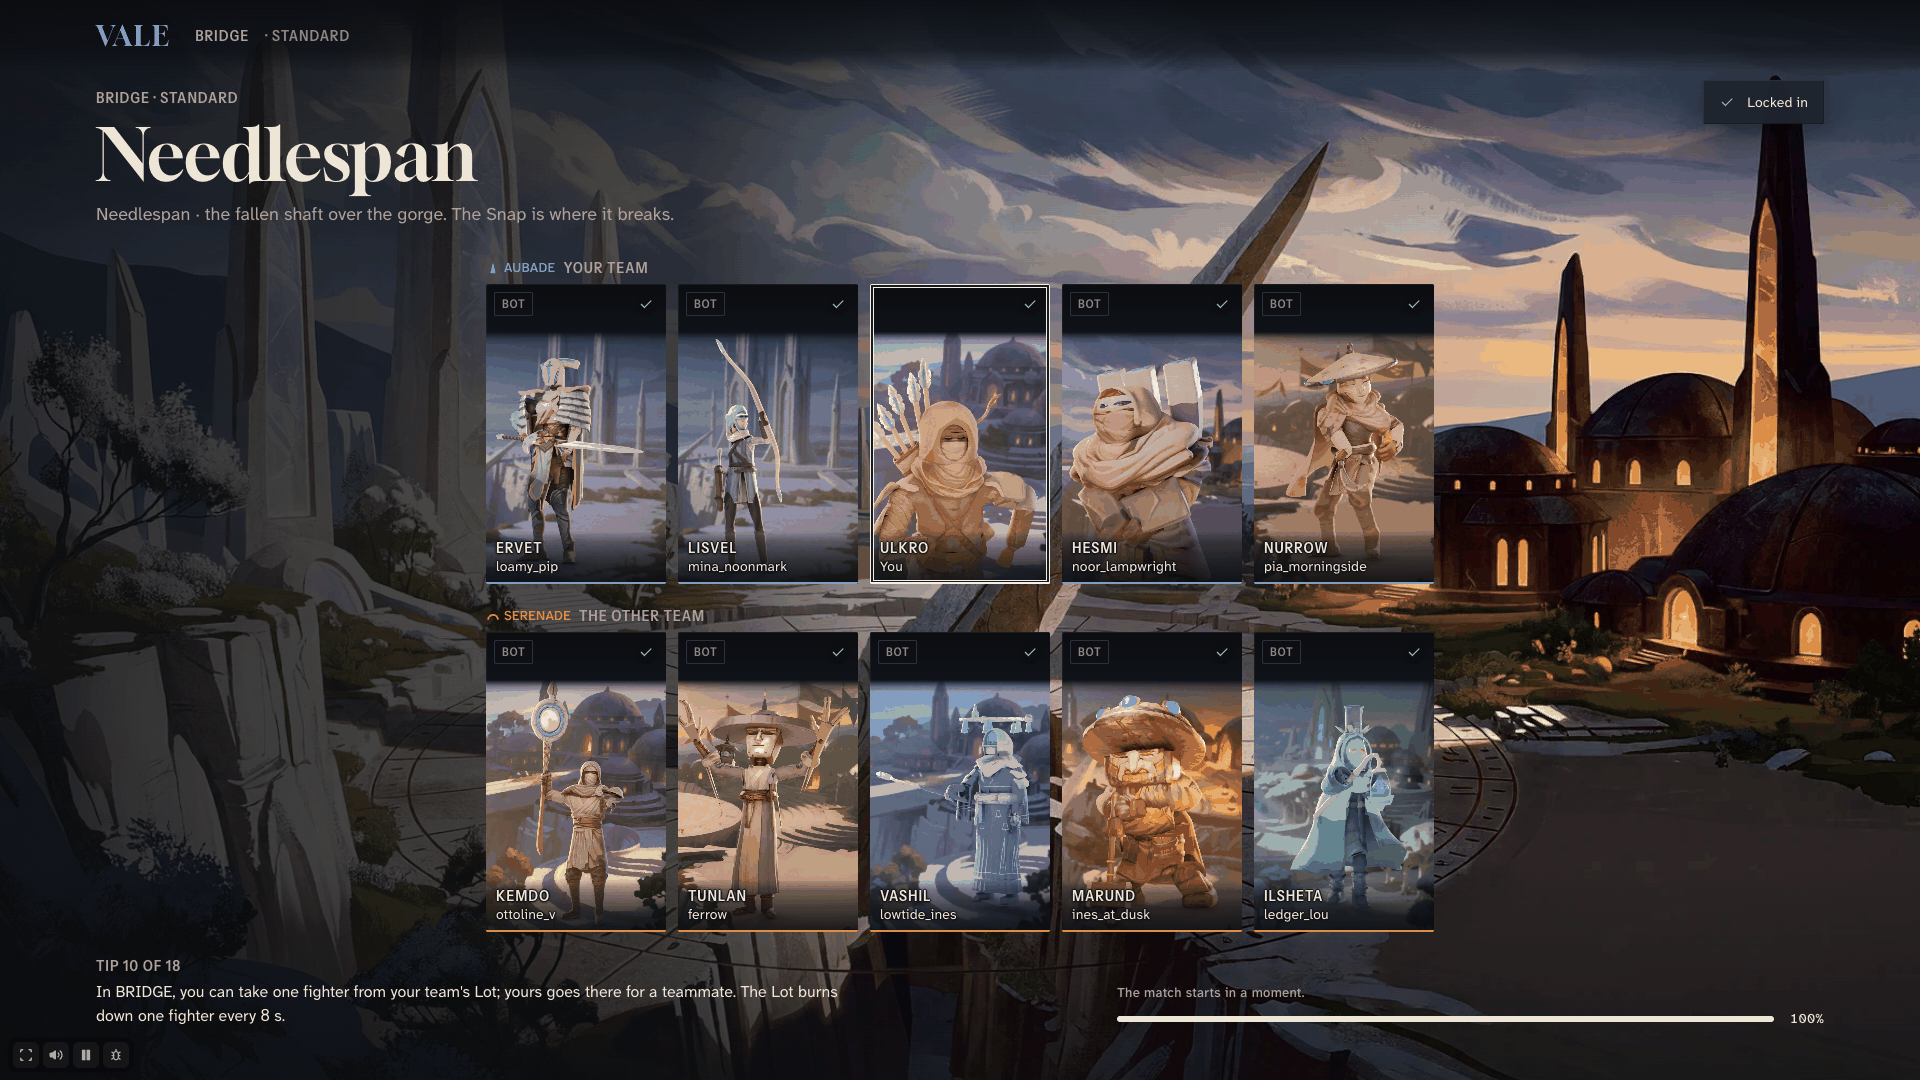 VALE BRIDGE · STANDARD
BRIDGE · STANDARD
Needlespan
Needlespan · the fallen shaft over the gorge. The Snap is where it breaks.
Locked in
AUBADE YOUR TEAM
BOT
ERVET
loamy_pip
BOT
LISVEL
mina_noonmark
ULKRO
You
BOT
HESMI
noor_lampwright
BOT
NURROW
pia_morningside
SERENADE THE OTHER TEAM
BOT
KEMDO
ottoline_v
BOT
TUNLAN
ferrow
BOT
VASHIL
lowtide_ines
BOT
MARUND
ines_at_dusk
BOT
ILSHETA
ledger_lou
TIP 10 OF 18
In BRIDGE, you can take one fighter from your team's Lot; yours goes there for a teammate. The Lot burns
down one fighter every 8 s.
The match starts in a moment.
100%